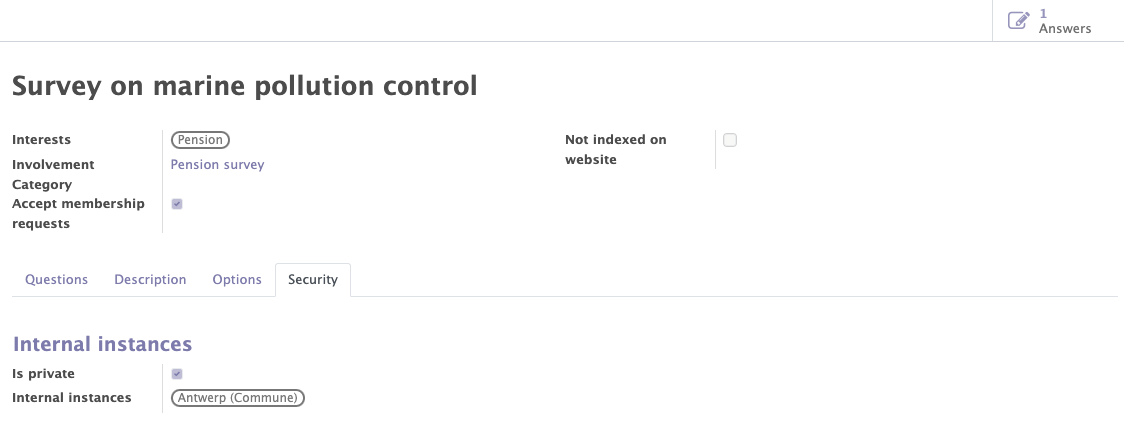 1
Answers
Survey on marine pollution control
Interests
Pension
Not indexed on
website
Involvement
Category
Pension survey
Accept membership
requests
Questions
Description
Options
Security
Internal instances
Is private
Internal instances
Antwerp (Commune)